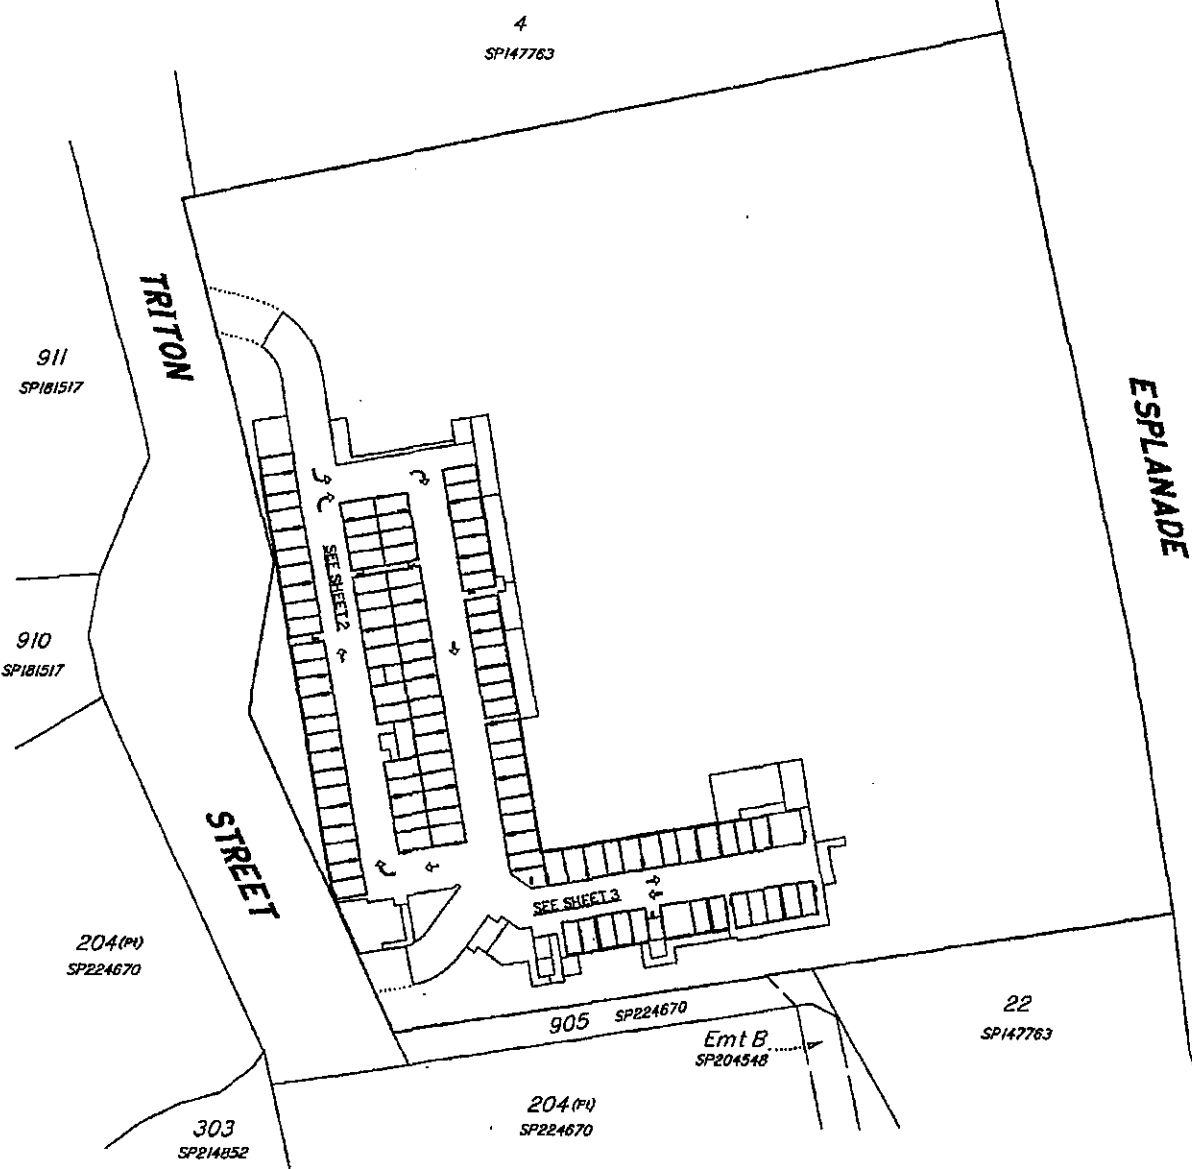 4
SP147763
TRITON
911
SP181517
ESPLANADE
SEE SHEET 2
910
SP181517
STREET
SEE SHEET 3
204(Pt)
SP224670
905 SP224670
22
SP147763
Emt B
SP204548
204(Pt)
SP224670
303
SP214852